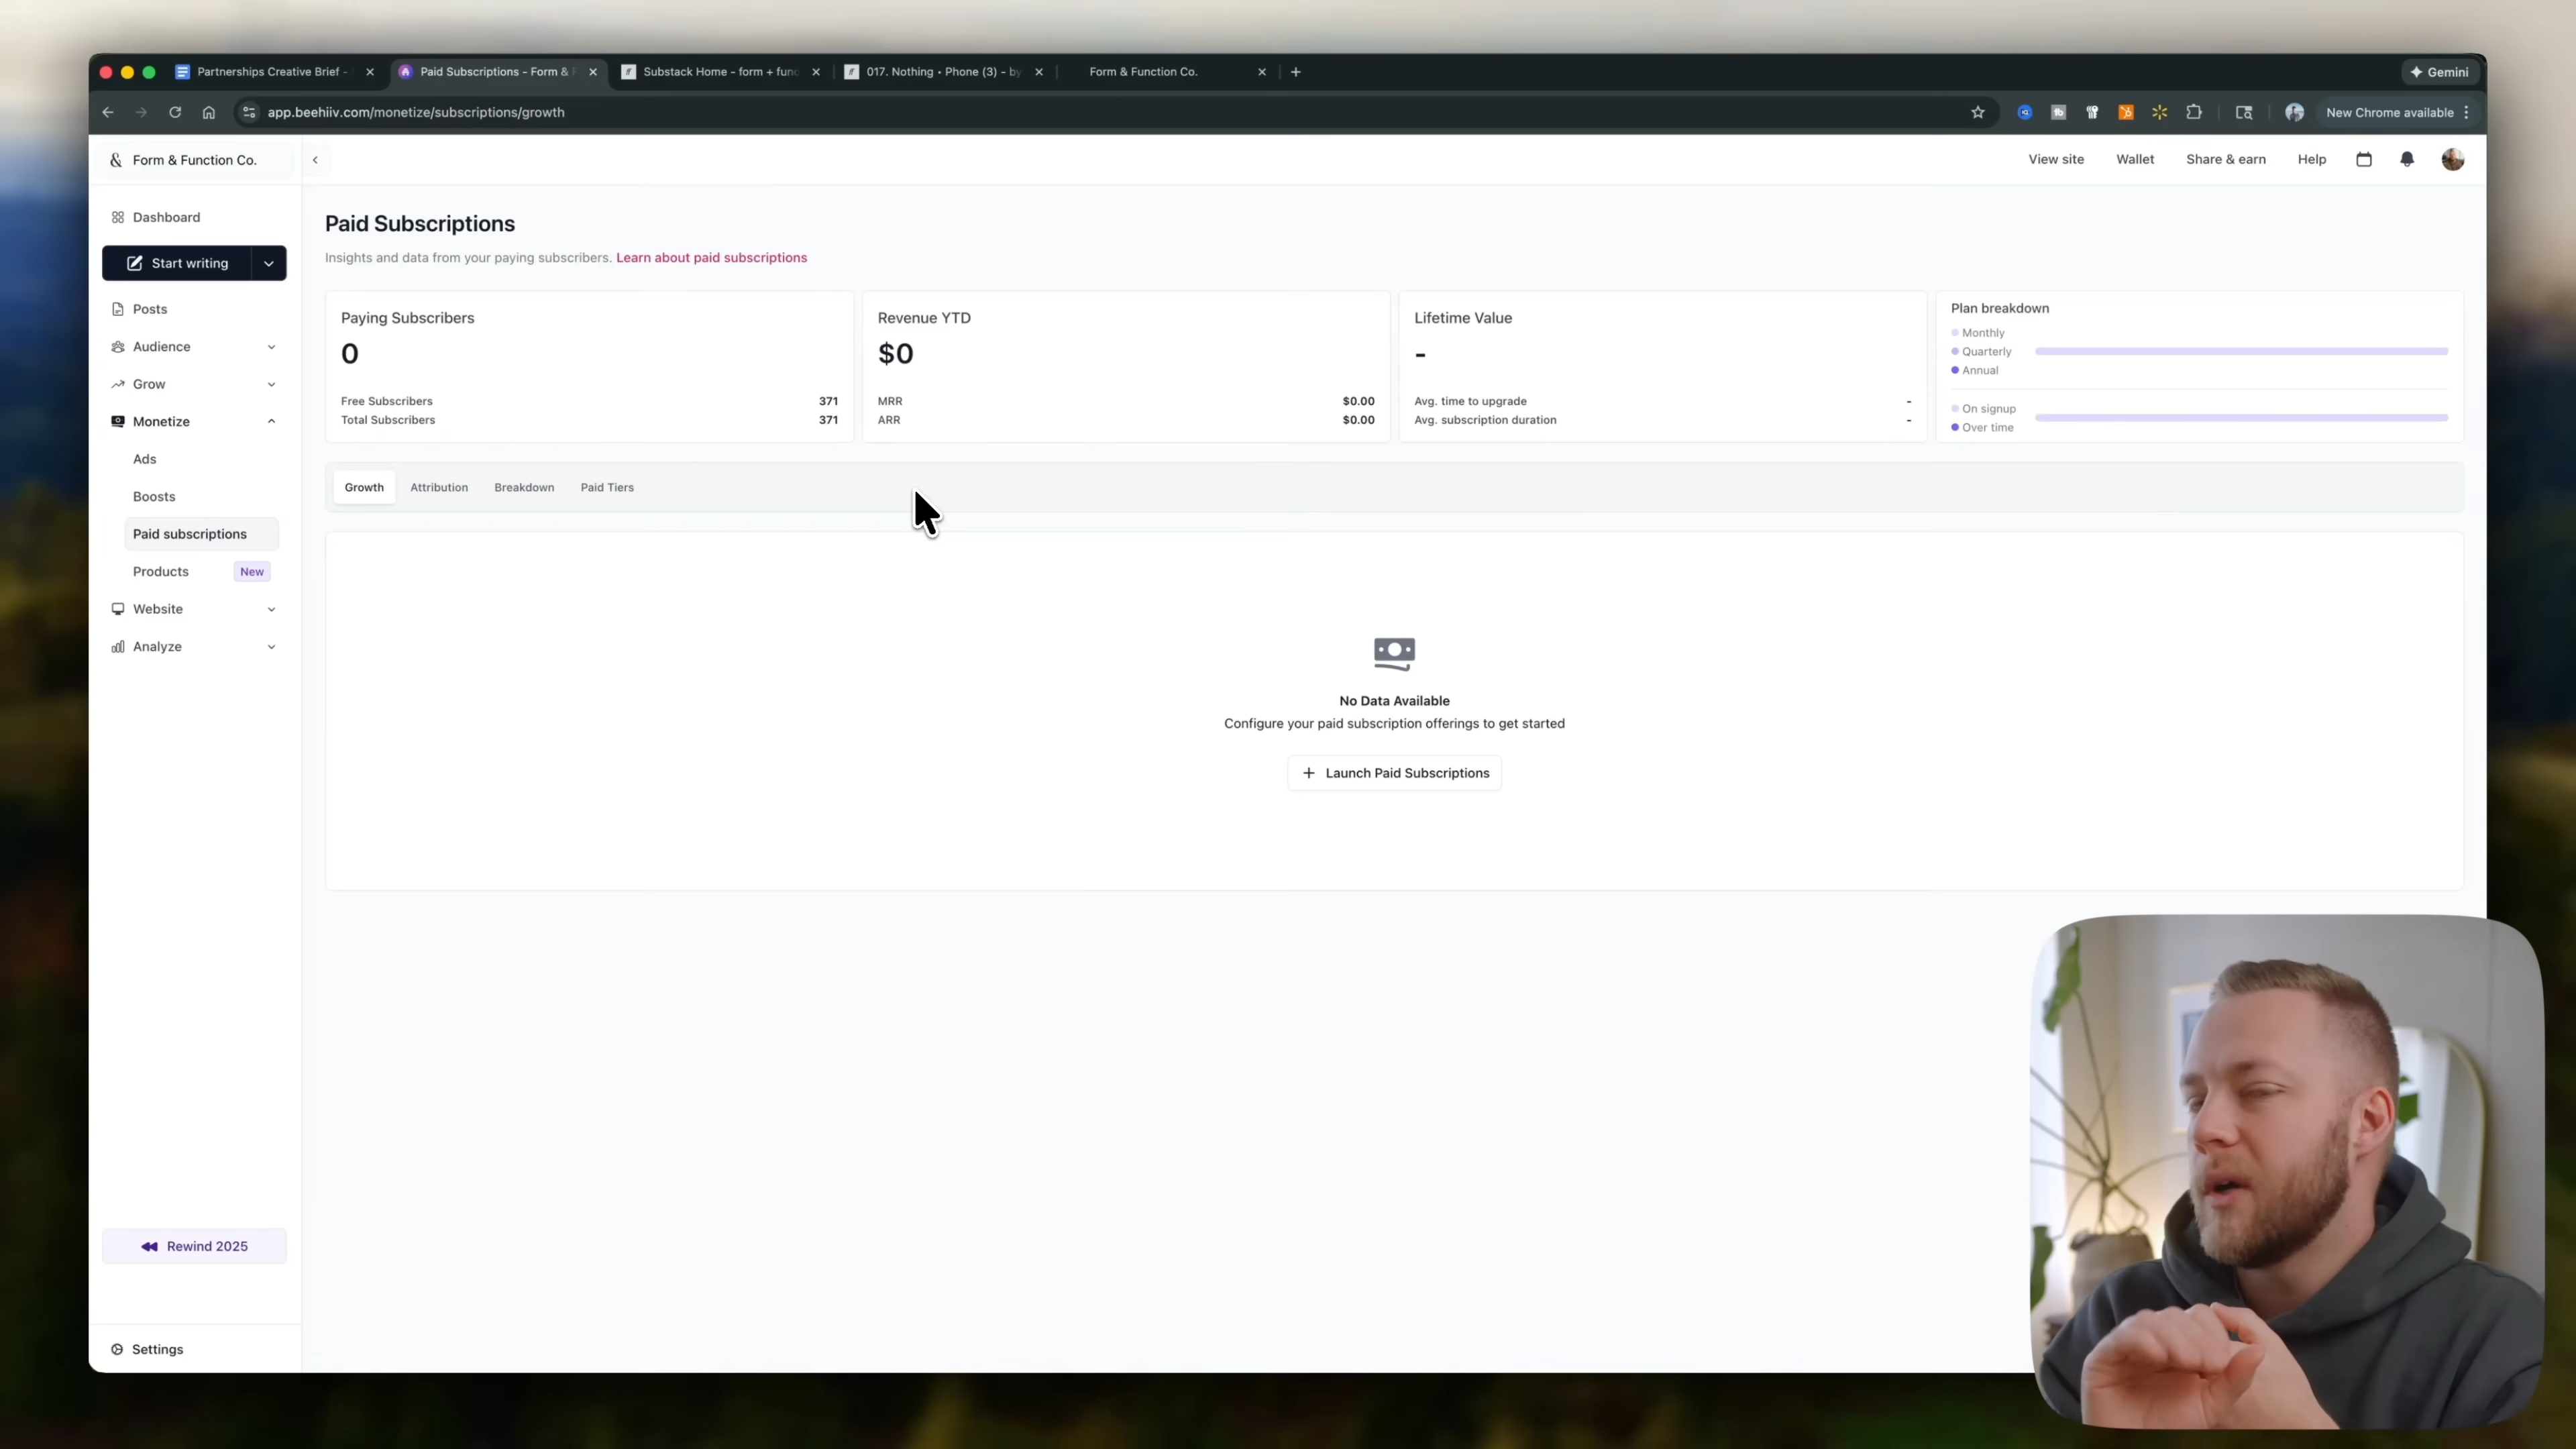 Partnerships Creative Brief -
Paid Subscriptions - Form &
Substack Home - form + func
017. Nothing • Phone (3) - by
Form & Function Co.
Gemini
app.beehiiv.com/monetize/subscriptions/growth
New Chrome available
Form & Function Co.
View site
Wallet
Share & earn
Help
Dashboard
Start writing
Posts
Audience
Grow
Monetize
Ads
Boosts
Paid subscriptions
Products New
Website
Analyze
Rewind 2025
Settings
Paid Subscriptions
Insights and data from your paying subscribers. Learn about paid subscriptions
Paying Subscribers
0
Free Subscribers 371
Total Subscribers 371
Revenue YTD
$0
MRR $0.00
ARR $0.00
Lifetime Value
-
Avg. time to upgrade -
Avg. subscription duration -
Plan breakdown
Monthly
Quarterly
Annual
On signup
Over time
Growth
Attribution
Breakdown
Paid Tiers
No Data Available
Configure your paid subscription offerings to get started
+ Launch Paid Subscriptions